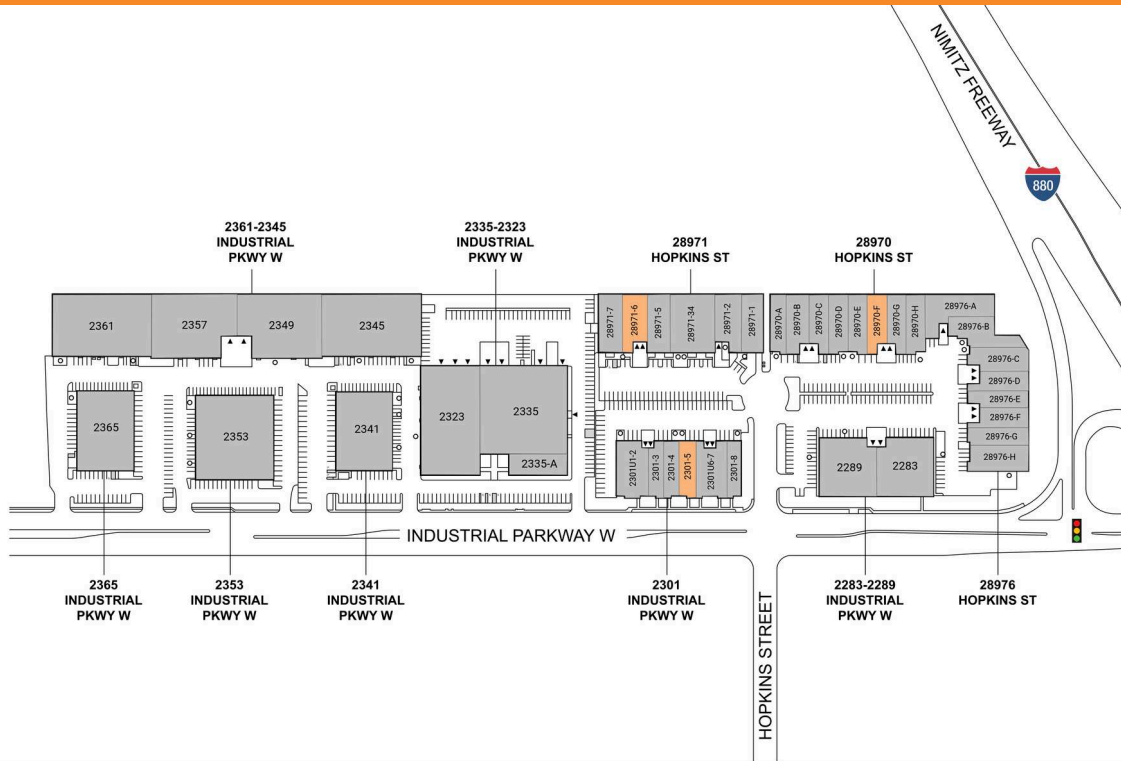 NIMITZ FREEWAY
880
2361-2345
INDUSTRIAL
PKWY W
2335-2323
INDUSTRIAL
PKWY W
28971
HOPKINS ST
28970
HOPKINS ST
2361
2357
2349
2345
28971-7
28971-6
28971-5
28971-34
28971-2
28971-1
28970-A
28970-B
28970-C
28970-D
28970-E
28970-F
28970-G
28970-H
28976-A
28976-B
28976-C
28976-D
28976-E
28976-F
28976-G
28976-H
2365
2353
2341
2323
2335
2335-A
2301U1-2
2301-3
2301-4
2301-5
2301U6-7
2301-8
2289
2283
INDUSTRIAL PARKWAY W
2365
INDUSTRIAL
PKWY W
2353
INDUSTRIAL
PKWY W
2341
INDUSTRIAL
PKWY W
2301
INDUSTRIAL
PKWY W
2283-2289
INDUSTRIAL
PKWY W
28976
HOPKINS ST
HOPKINS STREET